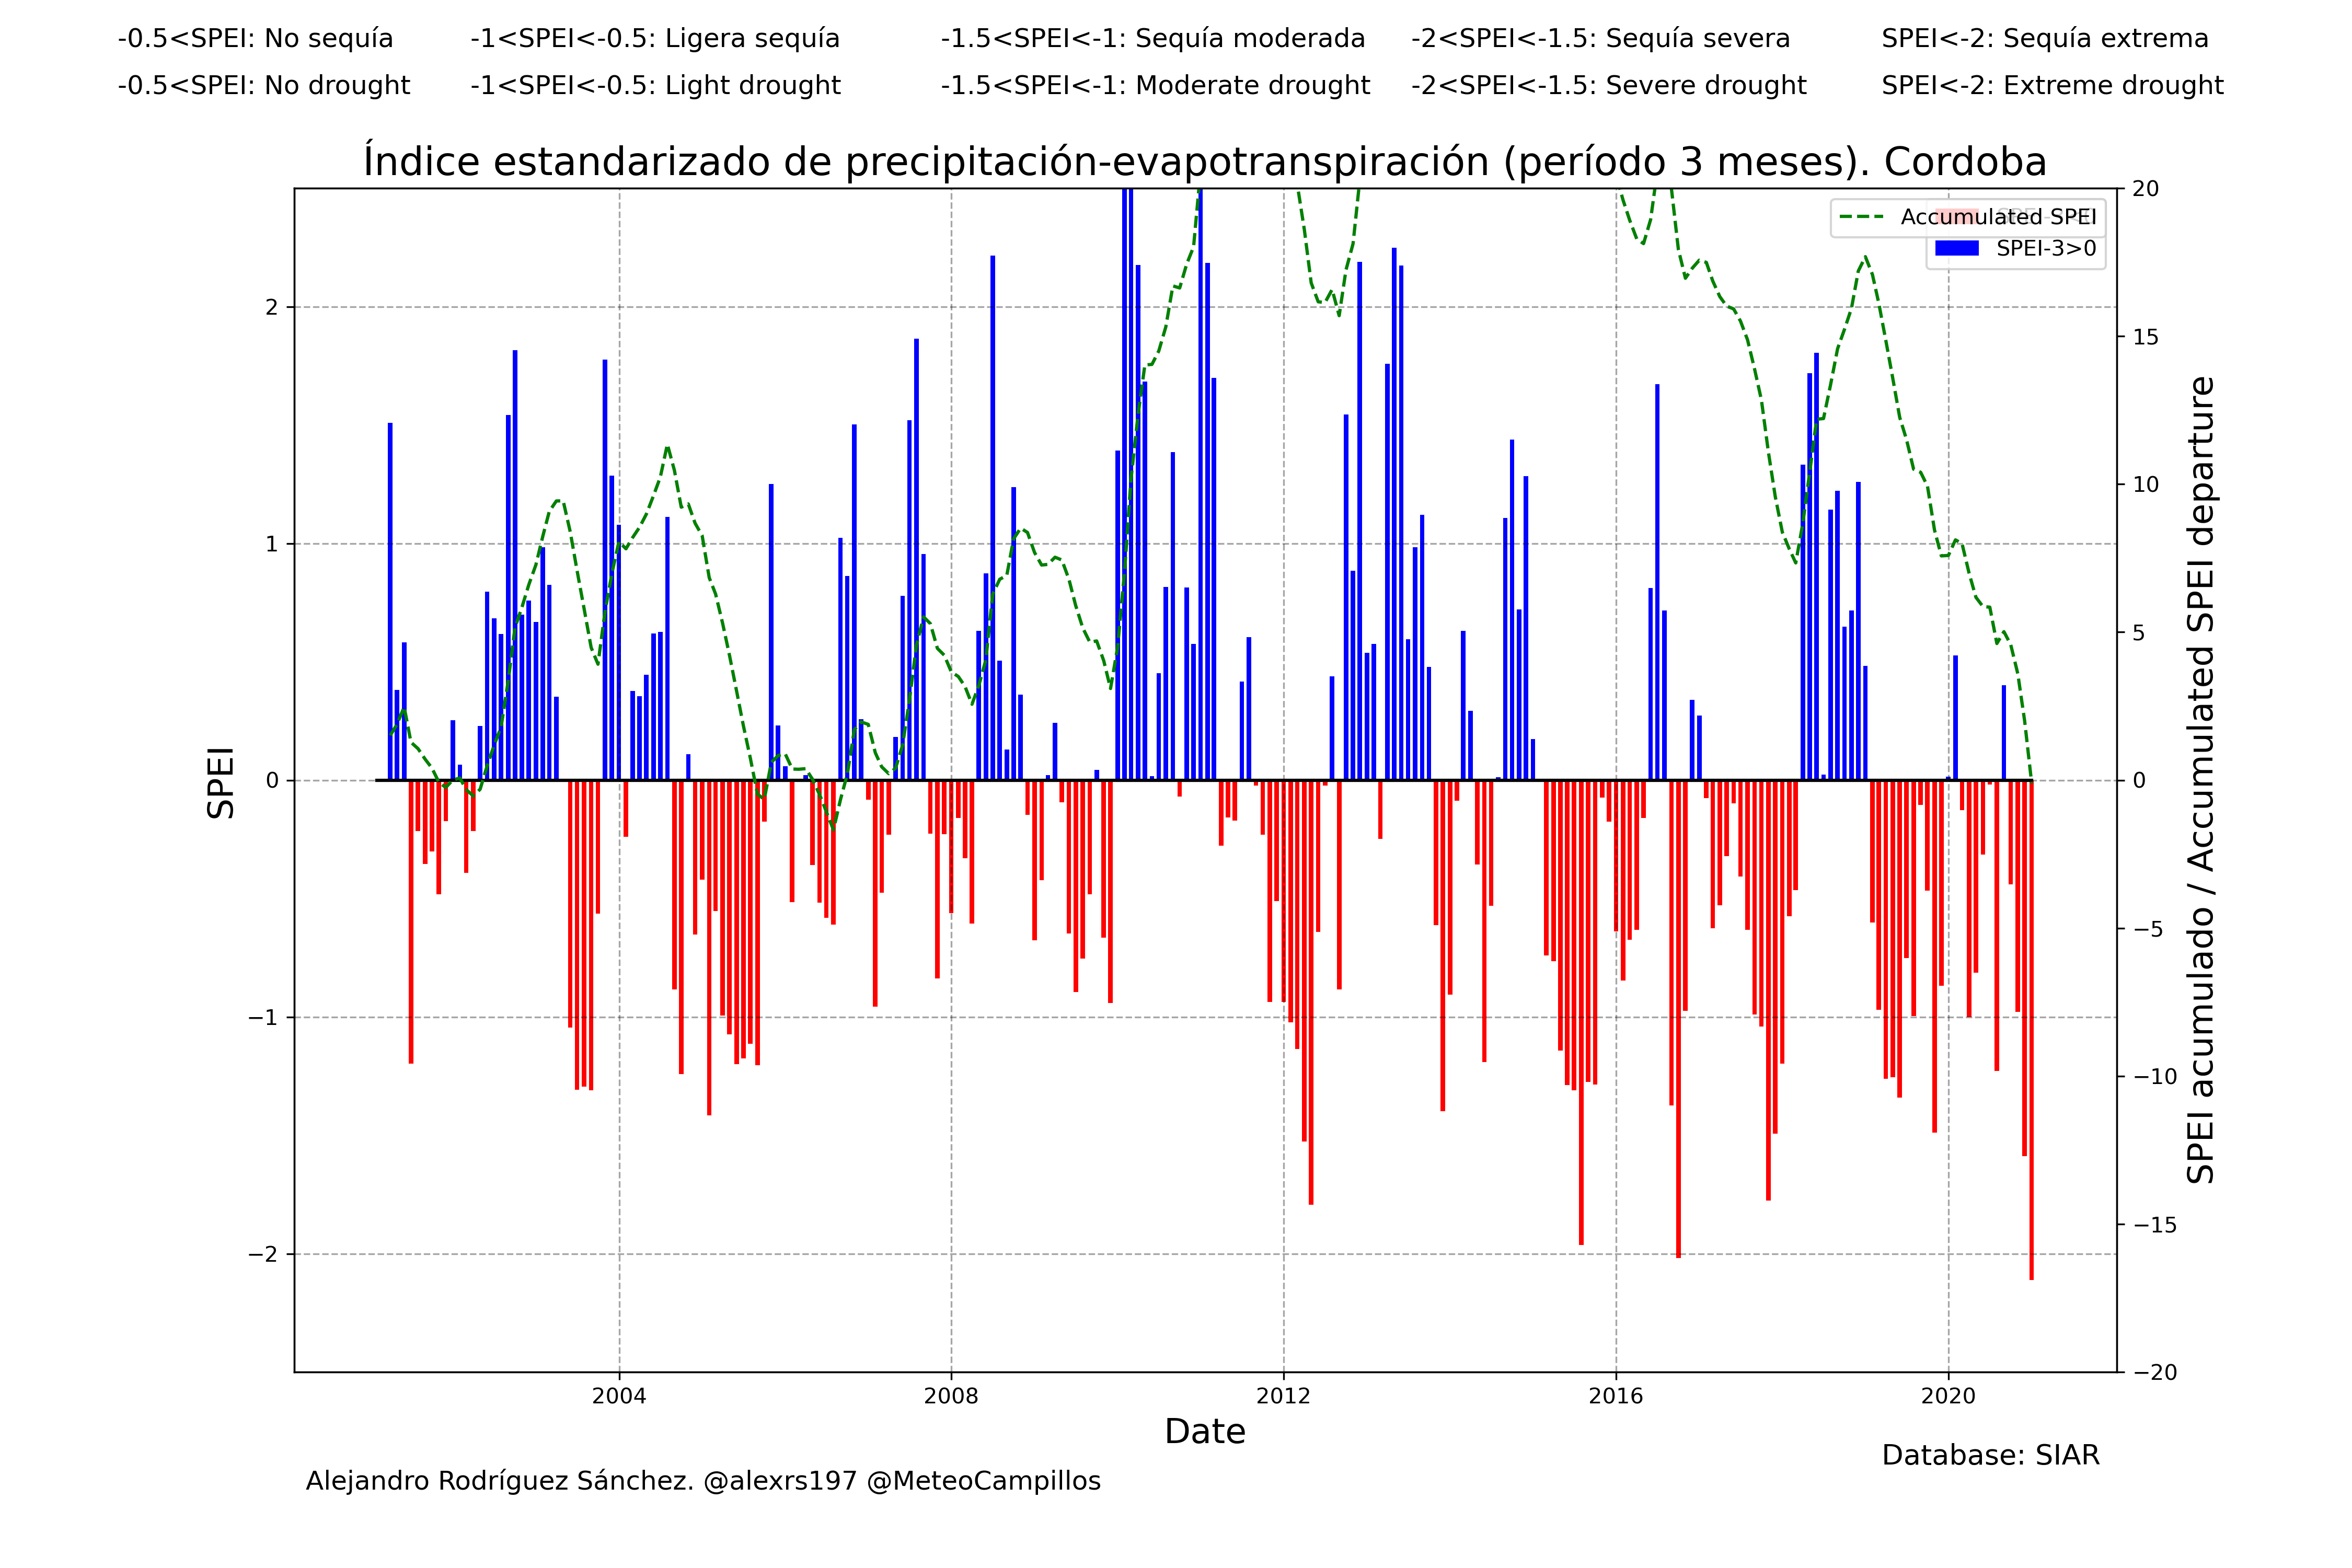 -0.5<SPEI: No sequía -1<SPEI<-0.5: Ligera sequía -1.5<SPEI<-1: Sequía moderada -2<SPEI<-1.5: Sequía severa SPEI<-2: Sequía extrema
-0.5<SPEI: No drought -1<SPEI<-0.5: Light drought -1.5<SPEI<-1: Moderate drought -2<SPEI<-1.5: Severe drought SPEI<-2: Extreme drought
Índice estandarizado de precipitación-evapotranspiración (período 3 meses). Cordoba
Accumulated SPEI
SPEI-3>0
SPEI
2
1
0
−1
−2
20
15
10
5
0
−5
−10
−15
−20
SPEI acumulado / Accumulated SPEI departure
2004 2008 2012 2016 2020
Date
Database: SIAR
Alejandro Rodríguez Sánchez. @alexrs197 @MeteoCampillos